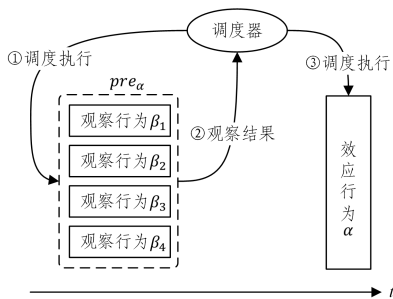 调度器
①调度执行
③调度执行
pre_α
②观察结果
观察行为β₁
观察行为β₂
观察行为β₃
观察行为β₄
效应行为α
t